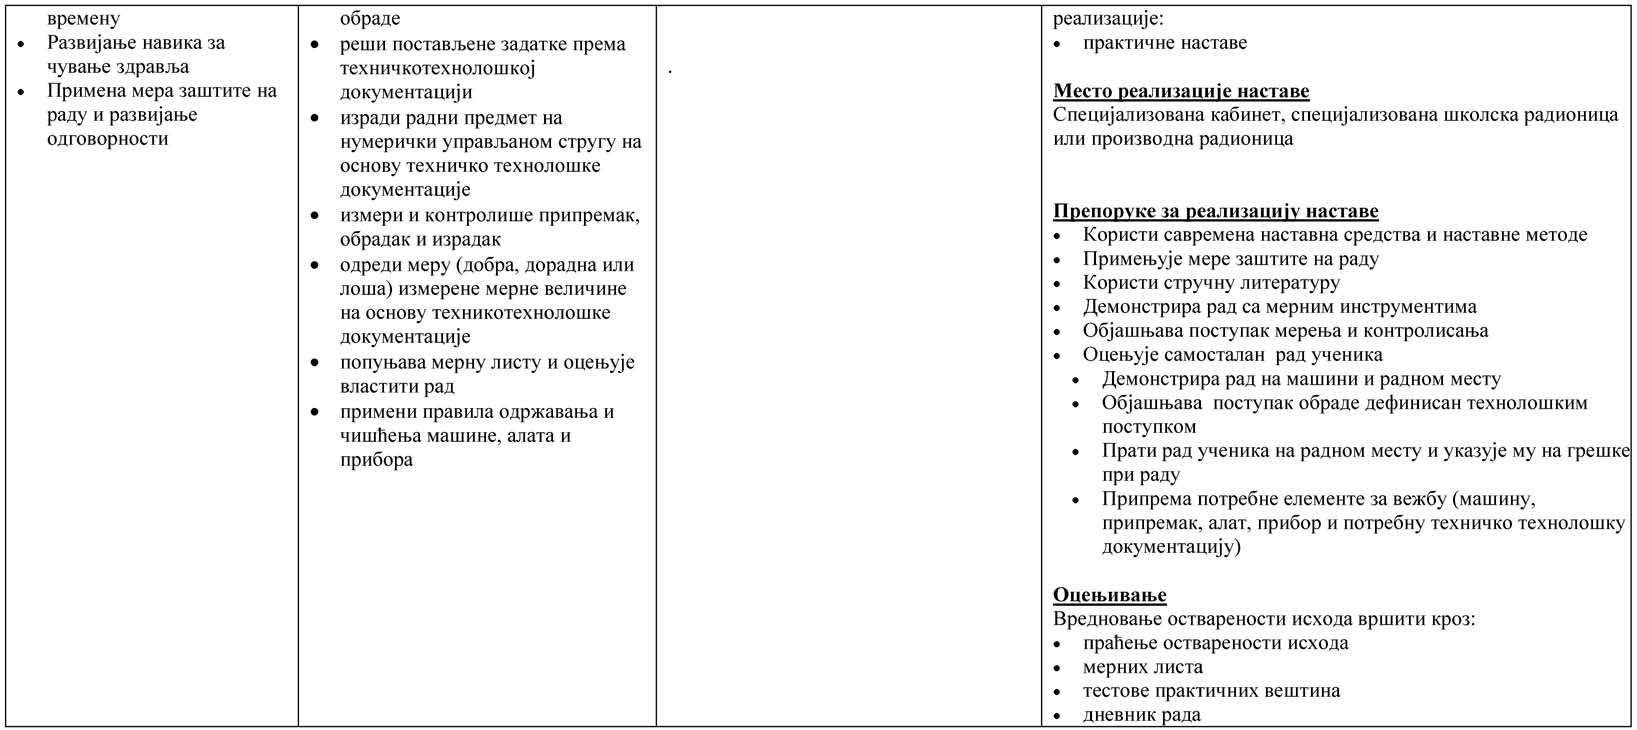 времену
• Развијање навика за
чување здравља
• Примена мера заштите на
раду и развијање
одговорности
обраде
• реши постављене задатке према
техничкотехнолошкој
документацији
• изради радни предмет на
нумерички управљаном стругу на
основу техничко технолошке
документације
• измери и контролише припремак,
обрадак и израдак
• одреди меру (добра, дорадна или
лоша) измерене мерне величине
на основу техникотехнолошке
документације
• попуњава мерну листу и оцењује
властити рад
• примени правила одржавања и
чишћења машине, алата и
прибора
.
реализације:
• практичне наставе
Место реализације наставе
Специјализована кабинет, специјализована школска радионица
или производна радионица
Препоруке за реализацију наставе
• Користи савремена наставна средства и наставне методе
• Примењује мере заштите на раду
• Користи стручну литературу
• Демонстрира рад са мерним инструментима
• Објашњава поступак мерења и контролисања
• Оцењује самосталан рад ученика
• Демонстрира рад на машини и радном месту
• Објашњава поступак обраде дефинисан технолошким
поступком
• Прати рад ученика на радном месту и указује му на грешке
при раду
• Припрема потребне елементе за вежбу (машину,
припремак, алат, прибор и потребну техничко технолошку
документацију)
Оцењивање
Вредновање остварености исхода вршити кроз:
• праћење остварености исхода
• мерних листа
• тестове практичних вештина
• дневник рада